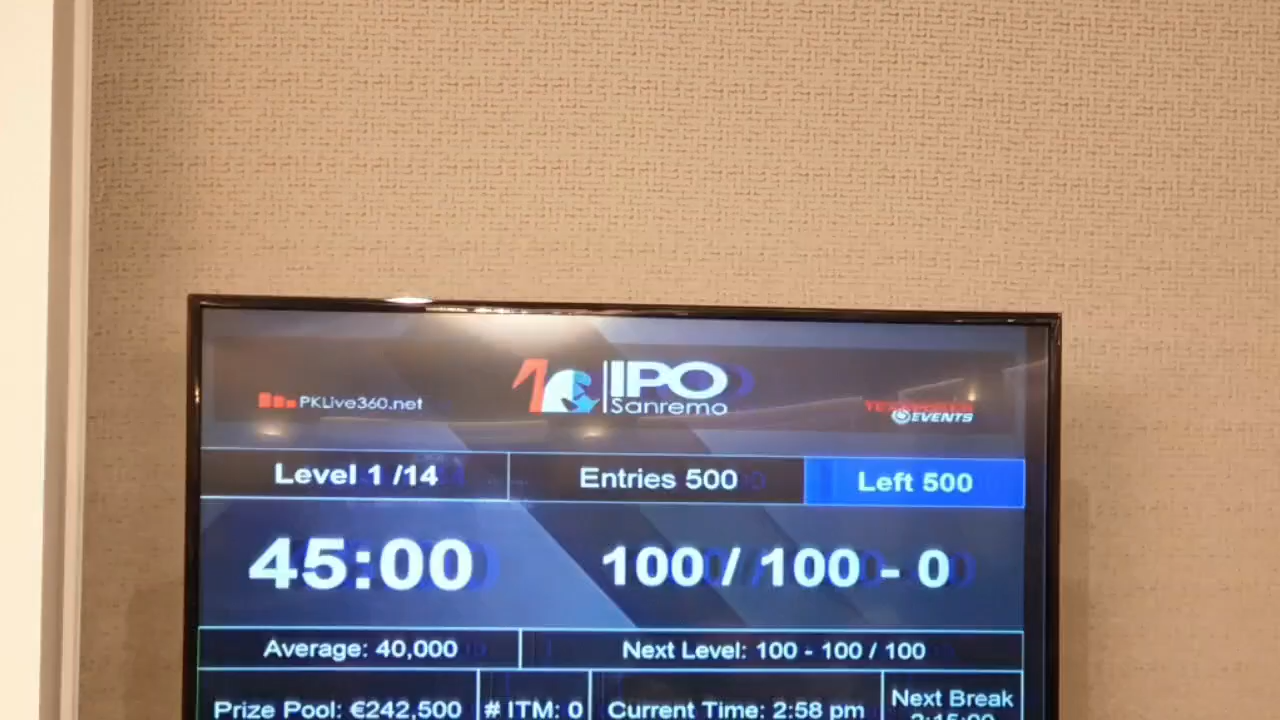 PKLive360.net
IPO
Sanremo
EVENTS
Level 1 /14
Entries 500
Left 500
45:00
100 / 100 - 0
Average: 40,000
Next Level: 100 - 100 / 100
Prize Pool: €242,500
# ITM: 0
Current Time: 2:58 pm
Next Break